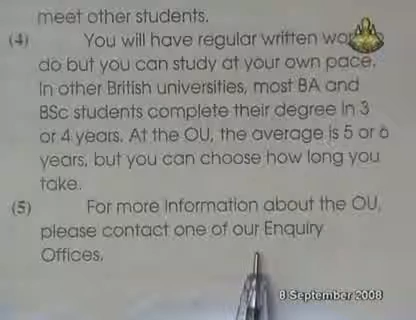 meet other students.
(4) You will have regular written
do but you can study at your own pace.
In other British universities, most BA and
BSc students complete their degree in 3
or 4 years. At the OU, the average is 5 or 6
years, but you can choose how long you
take.
(5) For more information about the OU,
please contact one of our Enquiry
Offices.
8 September 2008